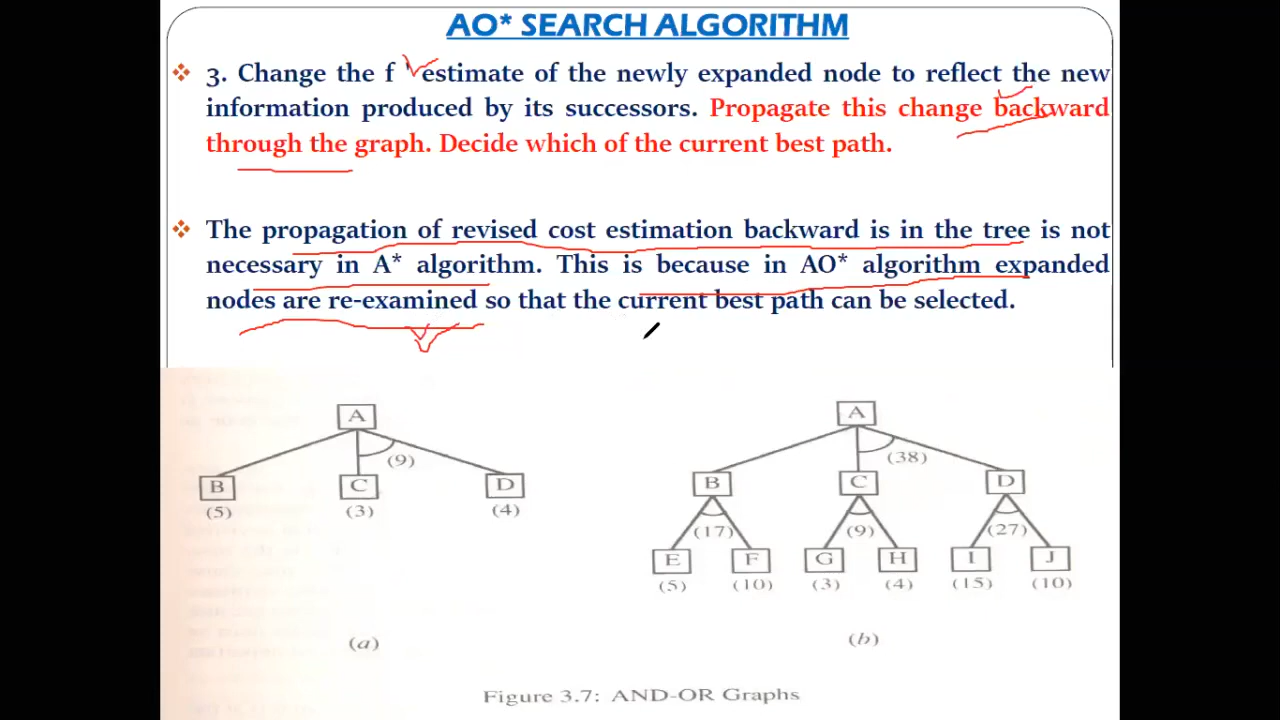 AO* SEARCH ALGORITHM
3. Change the f ' estimate of the newly expanded node to reflect the new
information produced by its successors. Propagate this change backward
through the graph. Decide which of the current best path.
The propagation of revised cost estimation backward is in the tree is not
necessary in A* algorithm. This is because in AO* algorithm expanded
nodes are re-examined so that the current best path can be selected.
A A
(9) (38)
B C D B C D
(5) (3) (4)
(17) (9) (27)
E F G H I J
(5) (10) (3) (4) (15) (10)
(a) (b)
Figure 3.7: AND-OR Graphs